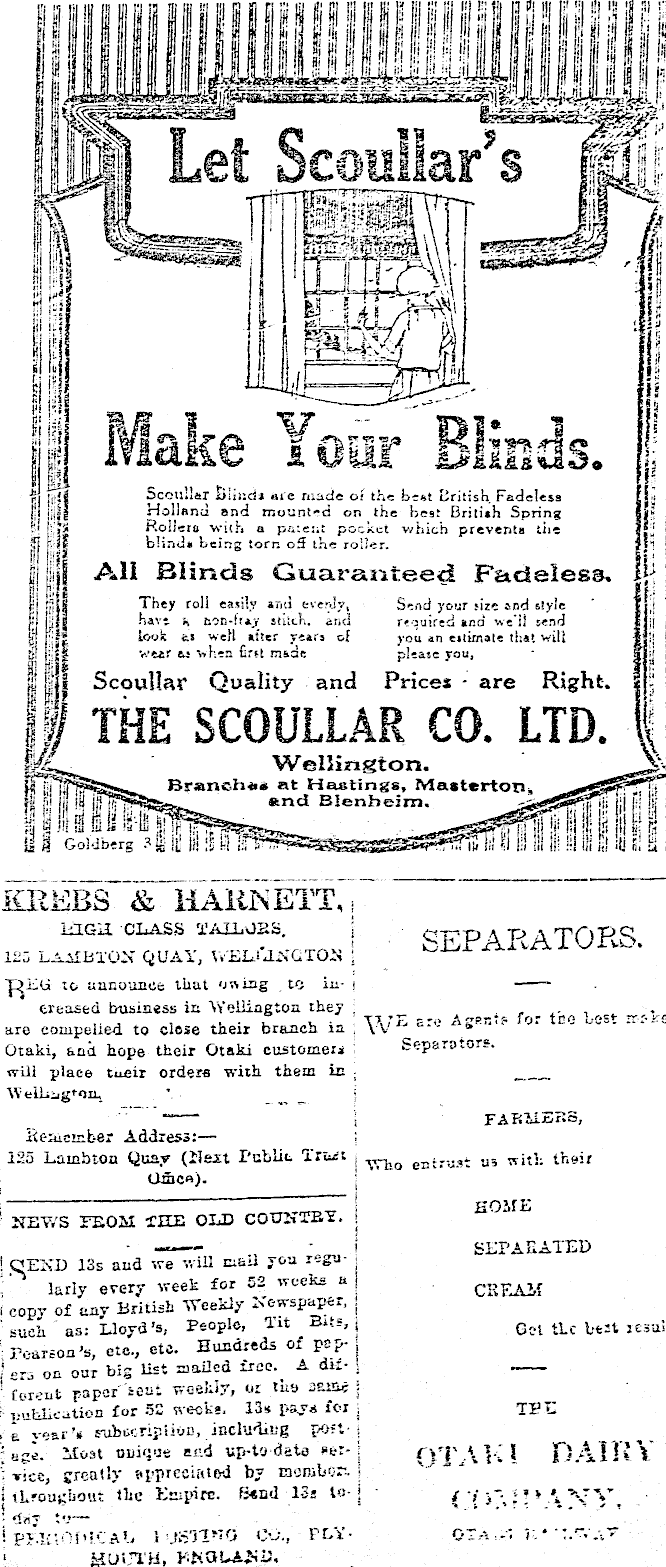 Let Scoullar's
Make Your Blinds.
Scoullar Blinds are made of the best British Fadeless
Holland and mounted on the best British Spring
Rollers with a patent pocket which prevents the
blinds being torn off the roller.
All Blinds Guaranteed Fadeless.
They roll easily and evenly,
have a non-fray stitch, and
look as well after years of
wear as when first made
Send your size and style
required and we'll send
you an estimate that will
please you,
Scoullar Quality and Prices are Right.
THE SCOULLAR CO. LTD.
Wellington.
Branches at Hastings, Masterton,
and Blenheim.
Goldberg 3
KREBS & HARNETT,
HIGH CLASS TAILORS,
125 LAMBTON QUAY, WELLINGTON
BEG to announce that owing to in-
creased business in Wellington they
are compelled to close their branch in
Otaki, and hope their Otaki customers
will place their orders with them in
Wellington,
Remember Address:—
125 Lambton Quay (Next Public Trust
Office).
NEWS FROM THE OLD COUNTRY.
SEND 13s and we will mail you regu-
larly every week for 52 weeks a
copy of any British Weekly Newspaper,
such as: Lloyd's, People, Tit Bits,
Pearson's, etc., etc. Hundreds of pap-
ers on our big list mailed free. A dif-
ferent paper sent weekly, or the same
publication for 52 weeks. 13s pays for
a year's subscription, including post-
age. Most unique and up-to-date ser-
vice, greatly appreciated by members
throughout the Empire. Send 13s to-
day to—
PERIODICAL POSTING CO., PLY-
MOUTH, ENGLAND.
SEPARATORS.
WE are Agents for the best make
Separators.
FARMERS,
Who entrust us with their
HOME
SEPARATED
CREAM
Get the best resul
THE
OTAKI DAIRY
COMPANY,
OTAKI RAILWAY